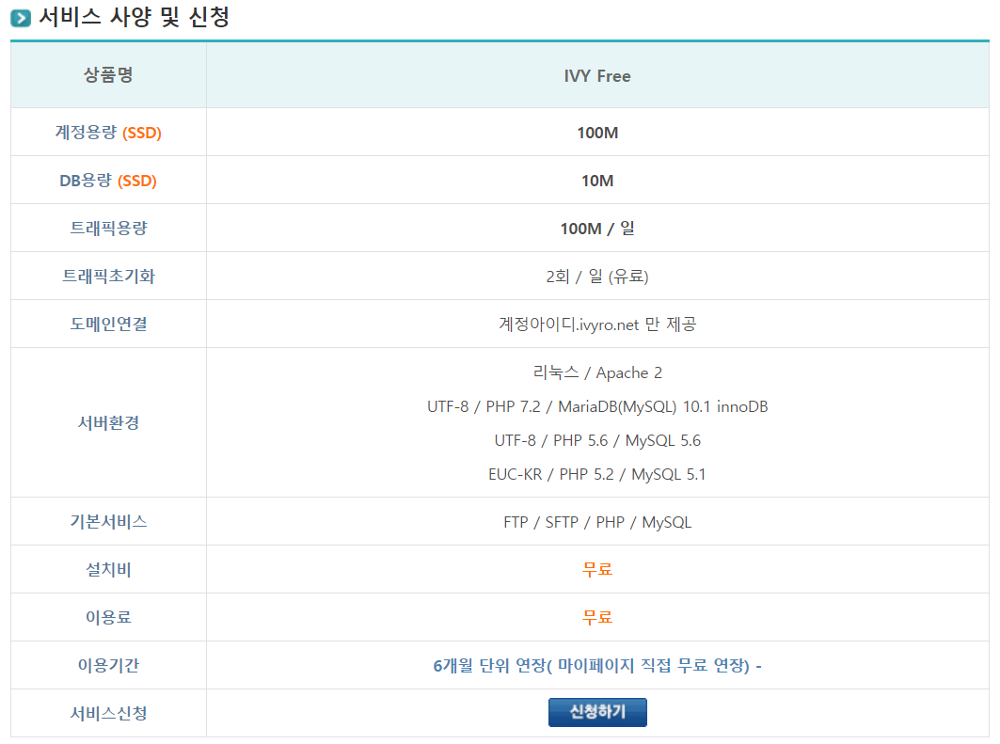 서비스 사양 및 신청
상품명 IVY Free
계정용량 (SSD) 100M
DB용량 (SSD) 10M
트래픽용량 100M / 일
트래픽초기화 2회 / 일 (유료)
도메인연결 계정아이디.ivyro.net 만 제공
서버환경
리눅스 / Apache 2
UTF-8 / PHP 7.2 / MariaDB(MySQL) 10.1 innoDB
UTF-8 / PHP 5.6 / MySQL 5.6
EUC-KR / PHP 5.2 / MySQL 5.1
기본서비스 FTP / SFTP / PHP / MySQL
설치비 무료
이용료 무료
이용기간 6개월 단위 연장( 마이페이지 직접 무료 연장) -
서비스신청 신청하기